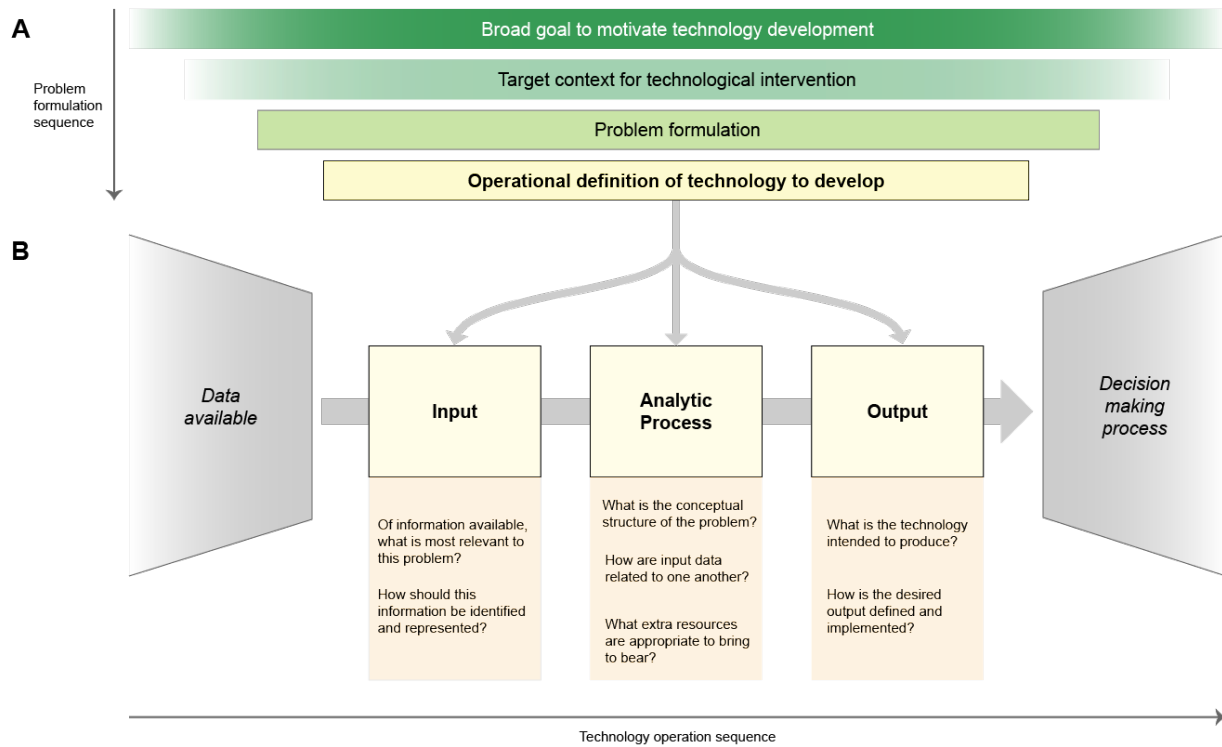 A
Broad goal to motivate technology development
Target context for technological intervention
Problem
formulation
sequence
Problem formulation
Operational definition of technology to develop
B
Data
available
Input
Analytic
Process
Output
Decision
making
process
Of information available,
what is most relevant to
this problem?
How should this
information be identified
and represented?
What is the conceptual
structure of the problem?
How are input data
related to one another?
What extra resources
are appropriate to bring
to bear?
What is the technology
intended to produce?
How is the desired
output defined and
implemented?
Technology operation sequence